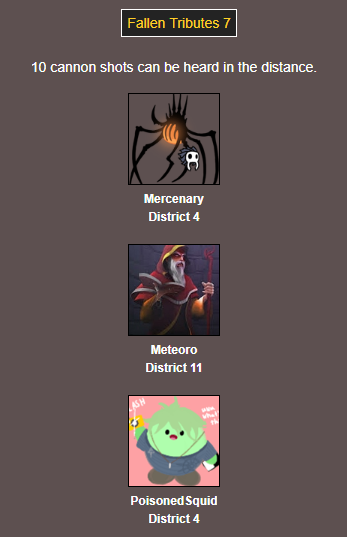 Fallen Tributes 7
10 cannon shots can be heard in the distance.
Mercenary
District 4
Meteoro
District 11
PoisonedSquid
District 4